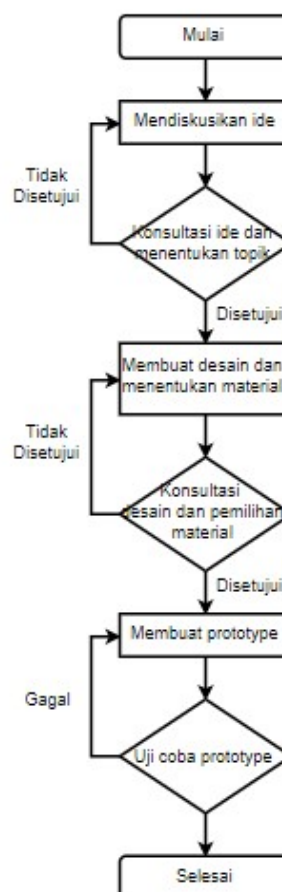 Mulai
Mendiskusikan ide
Tidak
Disetujui
Konsultasi ide dan
menentukan topik
Disetujui
Membuat desain dan
menentukan material
Tidak
Disetujui
Konsultasi
desain dan pemilihan
material
Disetujui
Membuat prototype
Gagal
Uji coba prototype
Selesai